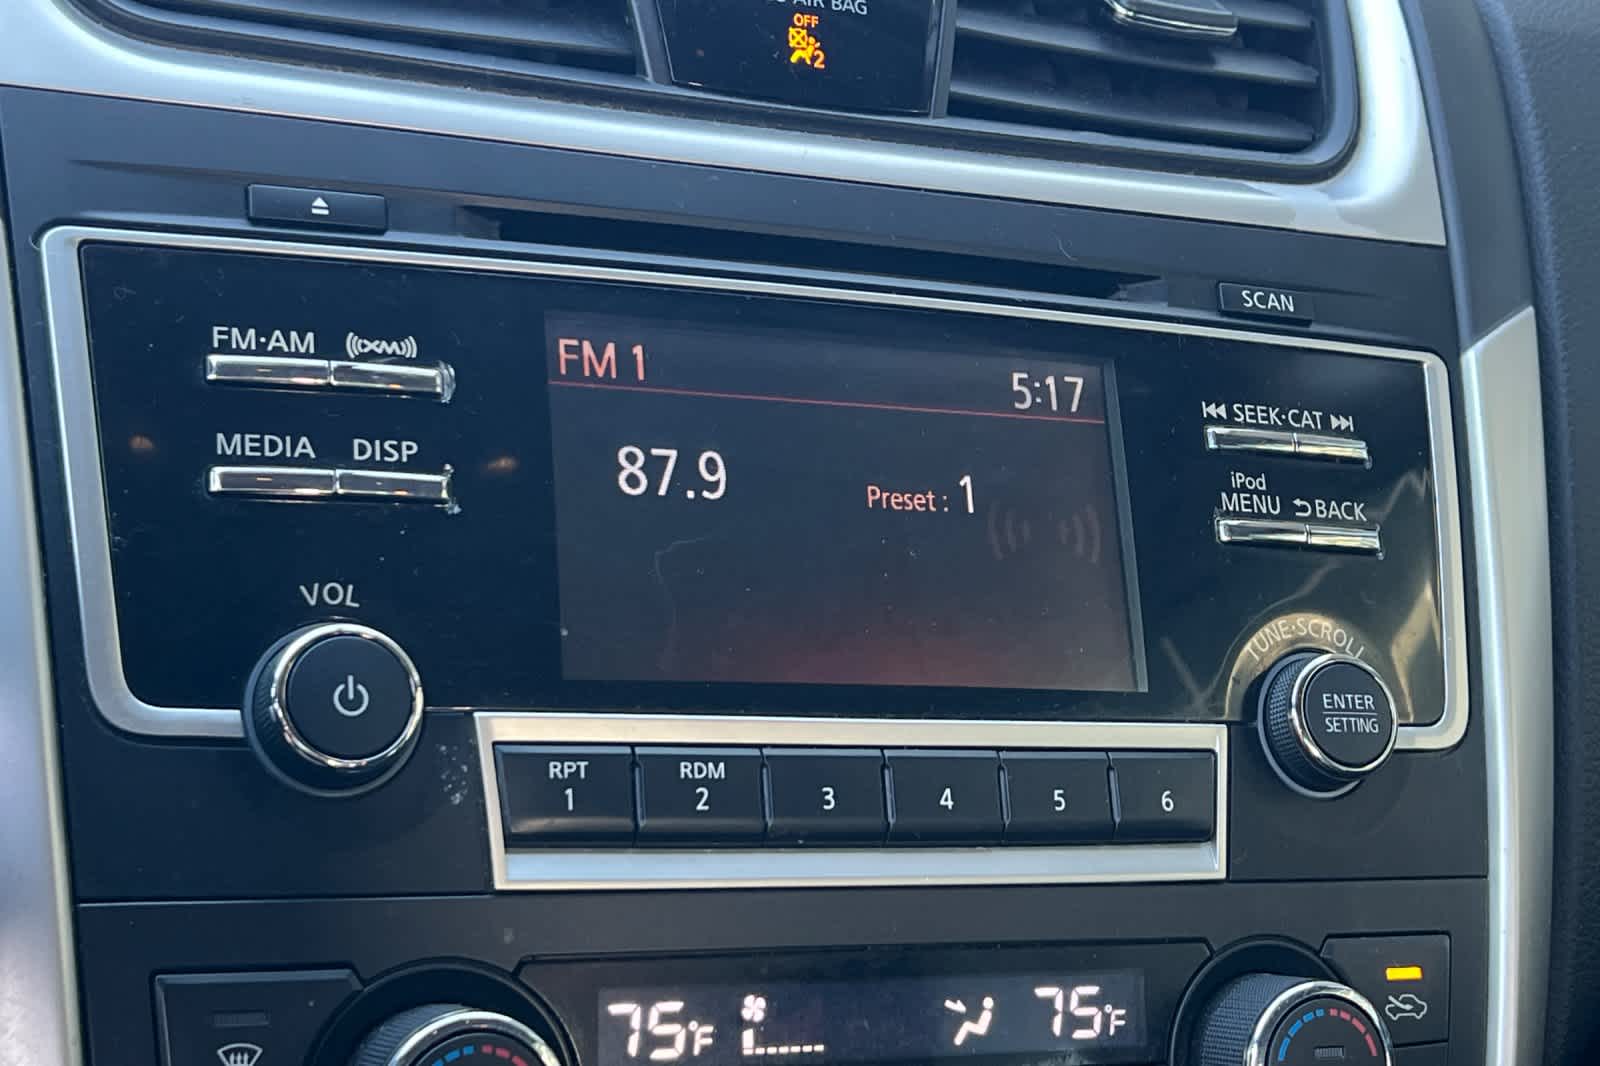 AIR BAG
OFF
2
SCAN
FM·AM
XM
MEDIA DISP
FM 1
5:17
87.9
Preset : 1
SEEK·CAT
iPod
MENU BACK
VOL
TUNE·SCROLL
ENTER
SETTING
RPT RDM
1 2 3 4 5 6
75°F 75°F